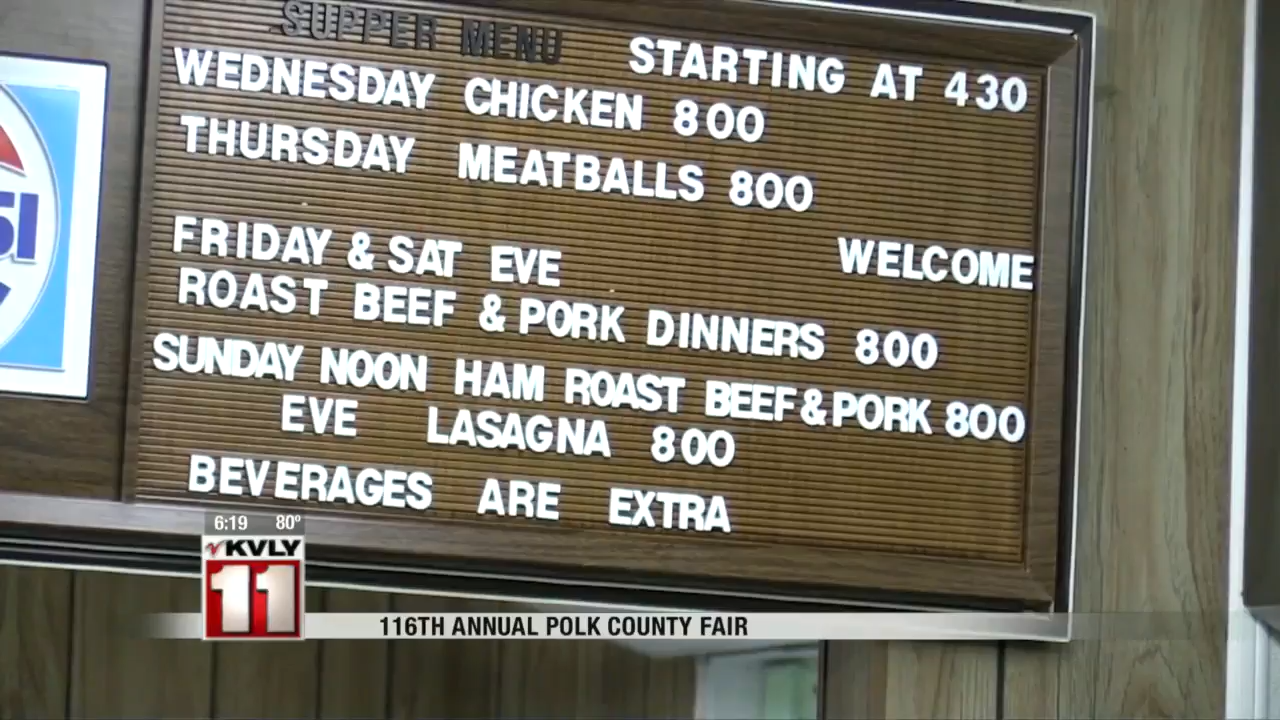 SUPPER MENU STARTING AT 430
WEDNESDAY CHICKEN 800
THURSDAY MEATBALLS 800
WELCOME
FRIDAY & SAT EVE
ROAST BEEF & PORK DINNERS 800
SUNDAY NOON HAM ROAST BEEF & PORK 800
EVE LASAGNA 800
BEVERAGES ARE EXTRA
6:19 80°
KVLY
11
116TH ANNUAL POLK COUNTY FAIR